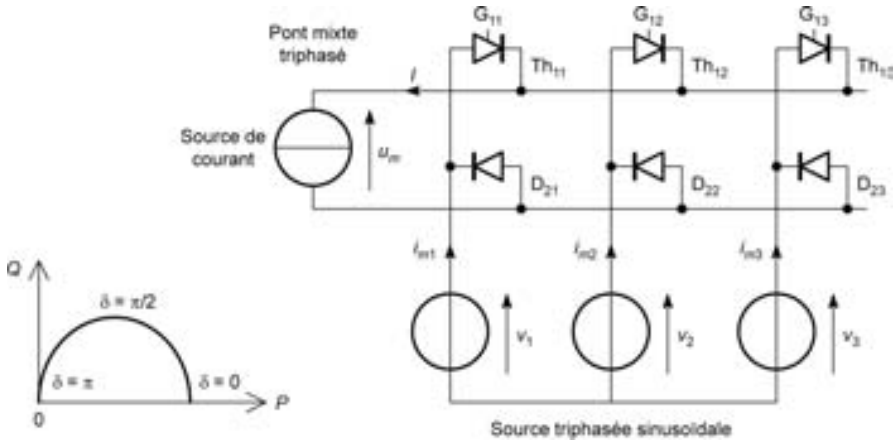 G11
G12
G13
Pont mixte
triphasé
I
Th11
Th12
Th13
Source de
courant
um
D21
D22
D23
im1
im2
im3
Q
δ = π/2
δ = π
δ = 0
0
P
v1
v2
v3
Source triphasée sinusoïdale